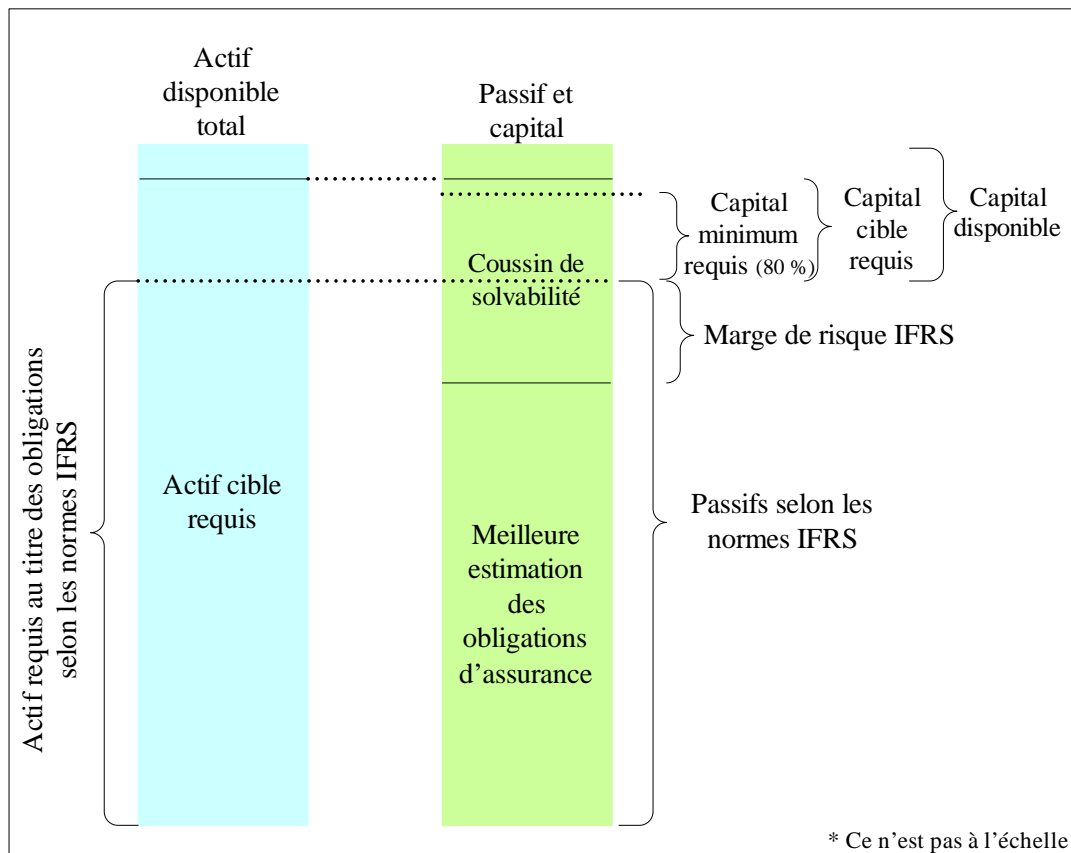 Actif
disponible
total
Passif et
capital
Capital
minimum
requis (80 %)
Capital
cible
requis
Capital
disponible
Coussin de
solvabilité
Marge de risque IFRS
Actif requis au titre des obligations
selon les normes IFRS
Actif cible
requis
Meilleure
estimation
des
obligations
d’assurance
Passifs selon les
normes IFRS
* Ce n’est pas à l’échelle